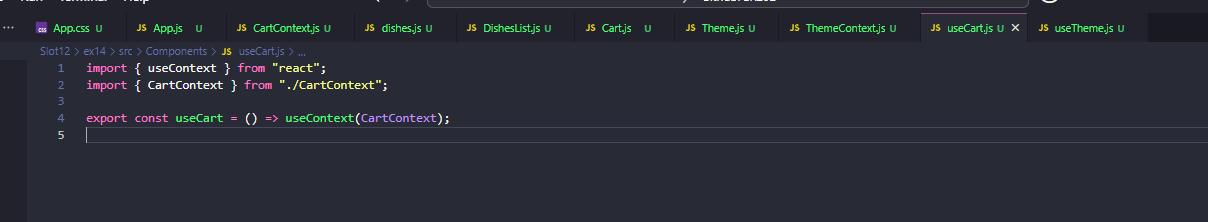 App.css U App.js U CartContext.js U dishes.js U DishesList.js U Cart.js U Theme.js U ThemeContext.js U useCart.js U useTheme.js U
Slot12 > ex14 > src > Components > JS useCart.js > ...
1 import { useContext } from "react";
2 import { CartContext } from "./CartContext";
3
4 export const useCart = () => useContext(CartContext);
5